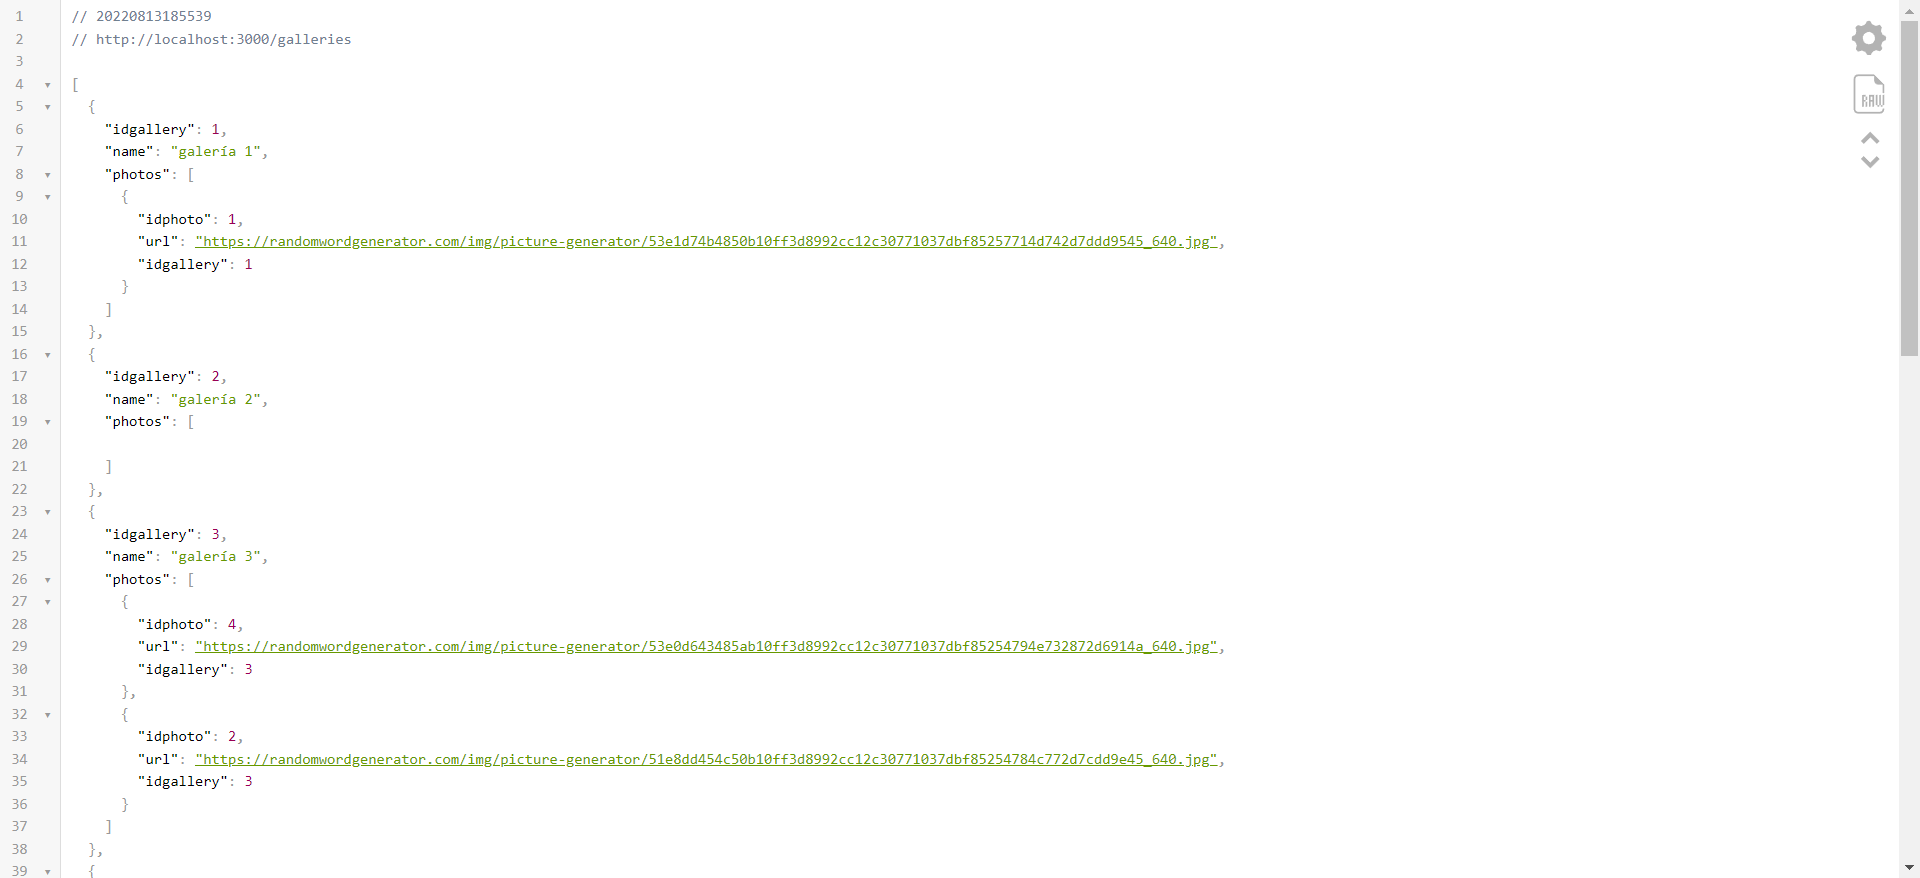 1 // 20220813185539
2 // http://localhost:3000/galleries
3
4 [
5 {
6 "idgallery": 1,
7 "name": "galería 1",
8 "photos": [
9 {
10 "idphoto": 1,
11 "url": "https://randomwordgenerator.com/img/picture-generator/53e1d74b4850b10ff3d8992cc12c30771037dbf85257714d742d7ddd9545_640.jpg",
12 "idgallery": 1
13 }
14 ]
15 },
16 {
17 "idgallery": 2,
18 "name": "galería 2",
19 "photos": [
20
21 ]
22 },
23 {
24 "idgallery": 3,
25 "name": "galería 3",
26 "photos": [
27 {
28 "idphoto": 4,
29 "url": "https://randomwordgenerator.com/img/picture-generator/53e0d643485ab10ff3d8992cc12c30771037dbf85254794e732872d6914a_640.jpg",
30 "idgallery": 3
31 },
32 {
33 "idphoto": 2,
34 "url": "https://randomwordgenerator.com/img/picture-generator/51e8dd454c50b10ff3d8992cc12c30771037dbf85254784c772d7cdd9e45_640.jpg",
35 "idgallery": 3
36 }
37 ]
38 },
39 {
RAW